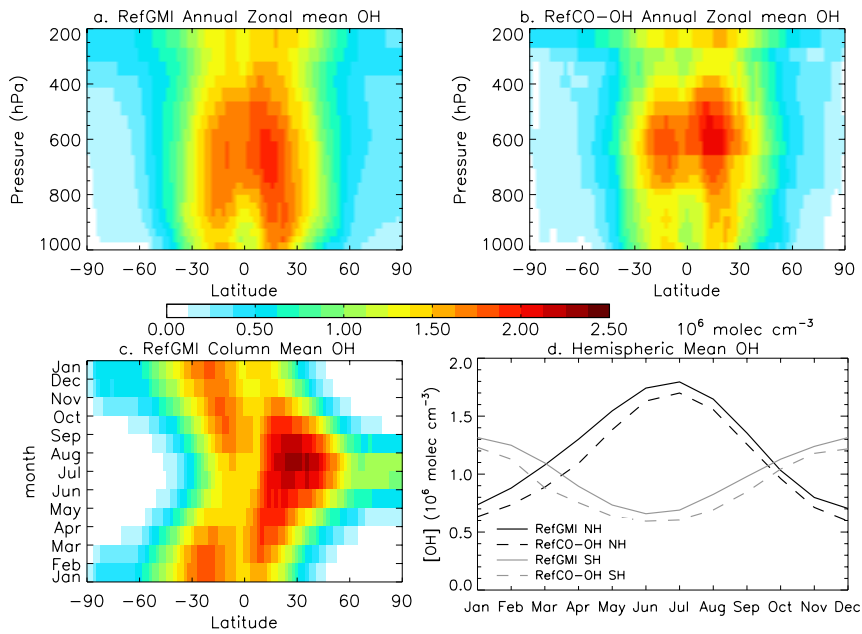 a. RefGMI Annual Zonal mean OH
b. RefCO-OH Annual Zonal mean OH
Pressure (hPa)
200
400
600
800
1000
-90 -60 -30 0 30 60 90
Latitude
Pressure (hPa)
200
400
600
800
1000
-90 -60 -30 0 30 60 90
Latitude
0.00 0.50 1.00 1.50 2.00 2.50 10⁶ molec cm⁻³
c. RefGMI Column Mean OH
month
Jan
Dec
Nov
Oct
Sep
Aug
Jul
Jun
May
Apr
Mar
Feb
Jan
-90 -60 -30 0 30 60 90
Latitude
d. Hemispheric Mean OH
[OH] (10⁶ molec cm⁻³)
2.0
1.5
1.0
0.5
0.0
RefGMI NH
RefCO-OH NH
RefGMI SH
RefCO-OH SH
Jan Feb Mar Apr May Jun Jul Aug Sep Oct Nov Dec